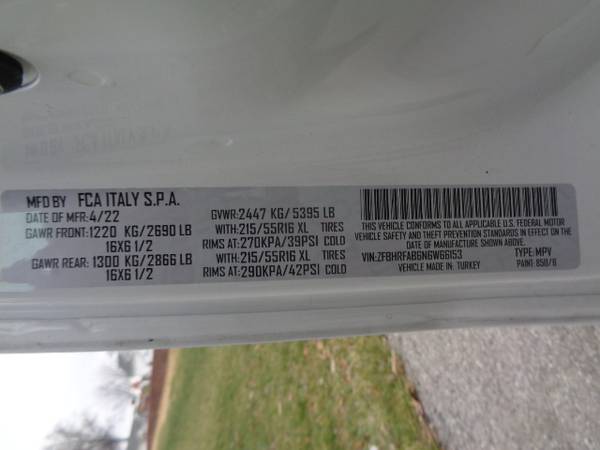 MFD BY FCA ITALY S.P.A.
DATE OF MFR: 4/22 GVWR: 2447 KG/ 5395 LB
GAWR FRONT: 1220 KG/2690 LB WITH: 215/55R16 XL TIRES
16X6 1/2 RIMS AT: 270KPA/39PSI COLD
GAWR REAR: 1300 KG/2866 LB WITH: 215/55R16 XL TIRES
16X6 1/2 RIMS AT: 290KPA/42PSI COLD
THIS VEHICLE CONFORMS TO ALL APPLICABLE U.S. FEDERAL MOTOR
VEHICLE SAFETY STANDARDS IN EFFECT ON THE
DATE OF MANUFACTURE SHOWN ABOVE.
VIN: ZFBHRFAB6N6W66153 TYPE: MPV
VEHICLE MADE IN: TURKEY PAINT: 850/B